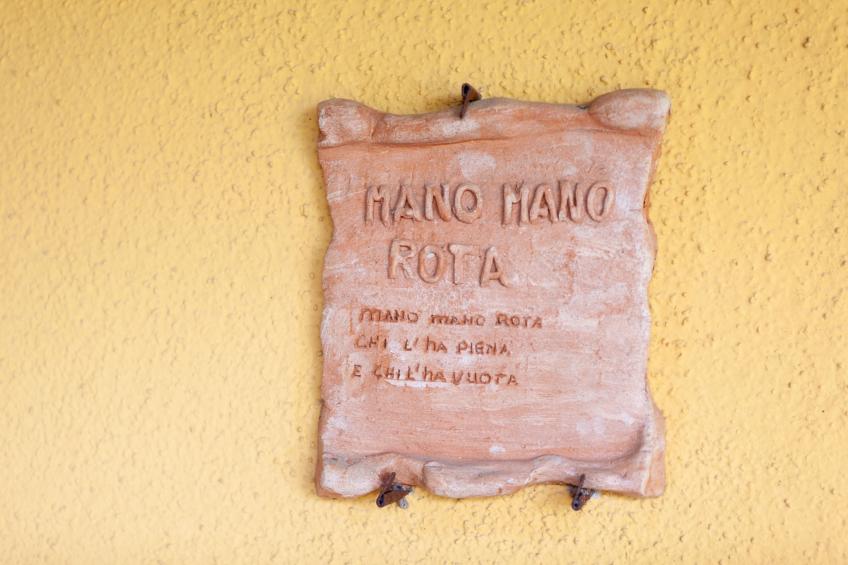 MANO MANO
ROTA
MANO MANO ROTA
CHI L'HA PIENA
E CHI L'HA VUOTA